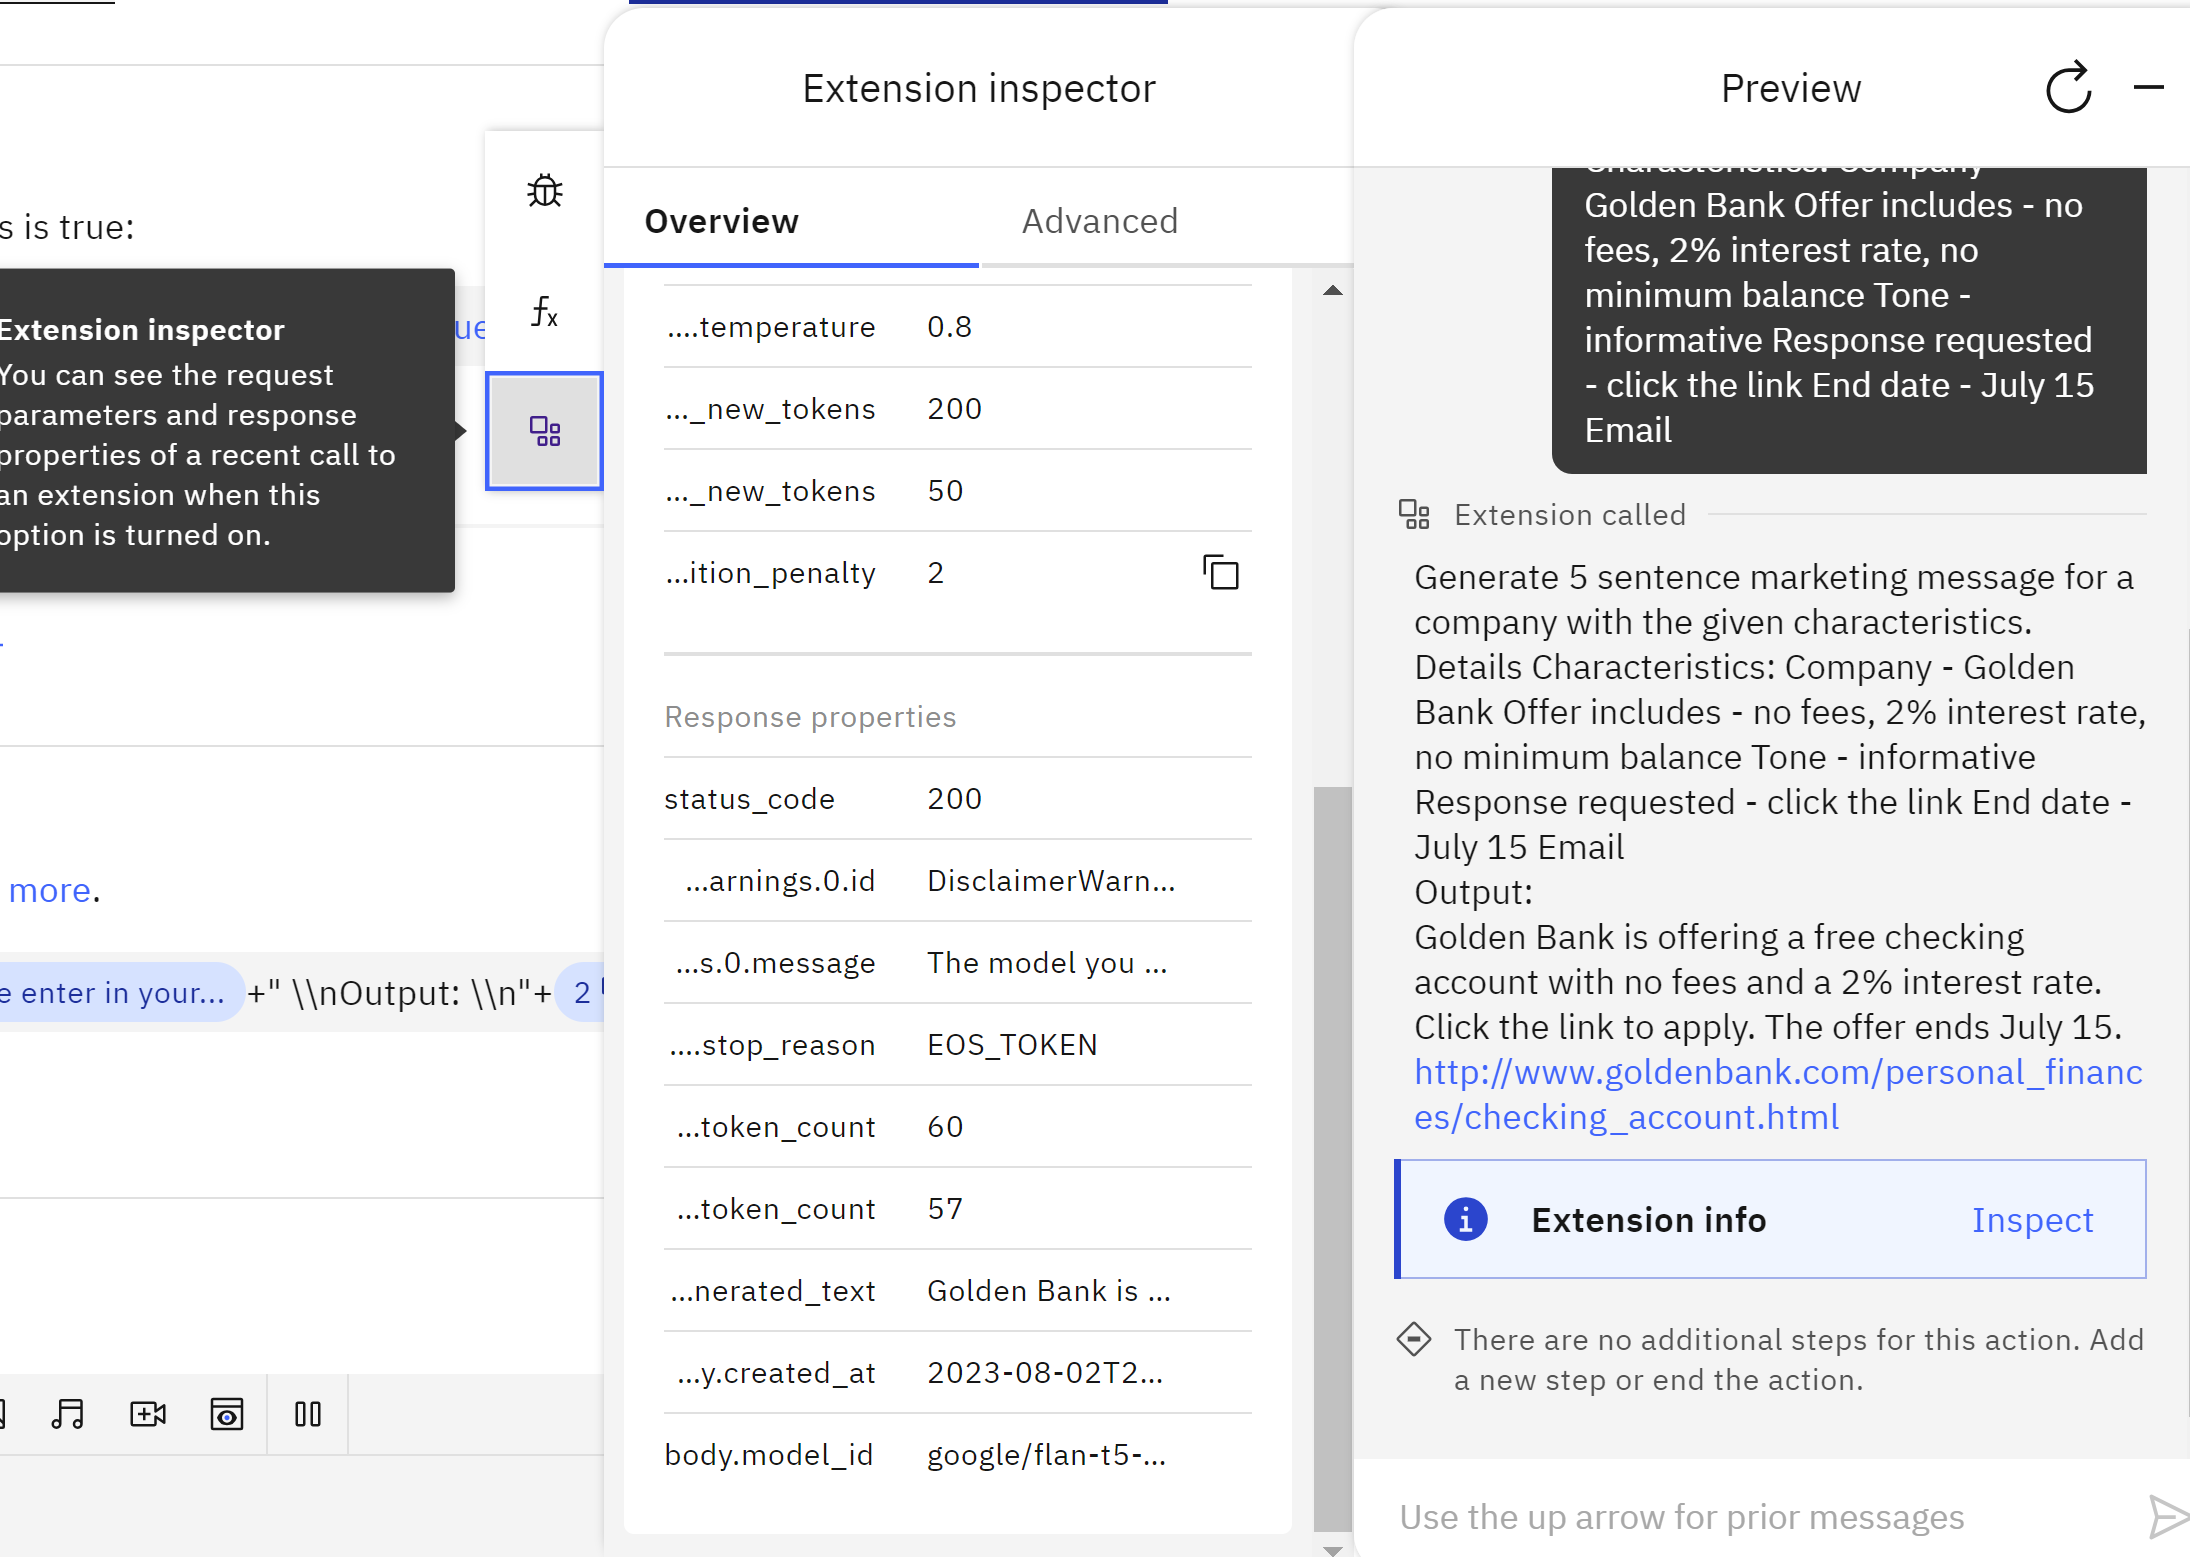 s is true:
ue
Extension inspector
You can see the request
parameters and response
properties of a recent call to
an extension when this
option is turned on.
more.
e enter in your...
+" \\nOutput: \\n"+
2
Extension inspector
Overview
Advanced
....temperature 0.8
..._new_tokens 200
..._new_tokens 50
...ition_penalty 2
Response properties
status_code 200
...arnings.0.id DisclaimerWarn...
...s.0.message The model you ...
....stop_reason EOS_TOKEN
...token_count 60
...token_count 57
...nerated_text Golden Bank is ...
...y.created_at 2023-08-02T2...
body.model_id google/flan-t5-...
Preview
Characteristics: Company
Golden Bank Offer includes - no
fees, 2% interest rate, no
minimum balance Tone -
informative Response requested
- click the link End date - July 15
Email
Extension called
Generate 5 sentence marketing message for a
company with the given characteristics.
Details Characteristics: Company - Golden
Bank Offer includes - no fees, 2% interest rate,
no minimum balance Tone - informative
Response requested - click the link End date -
July 15 Email
Output:
Golden Bank is offering a free checking
account with no fees and a 2% interest rate.
Click the link to apply. The offer ends July 15.
http://www.goldenbank.com/personal_financ
es/checking_account.html
Extension info
Inspect
There are no additional steps for this action. Add
a new step or end the action.
Use the up arrow for prior messages